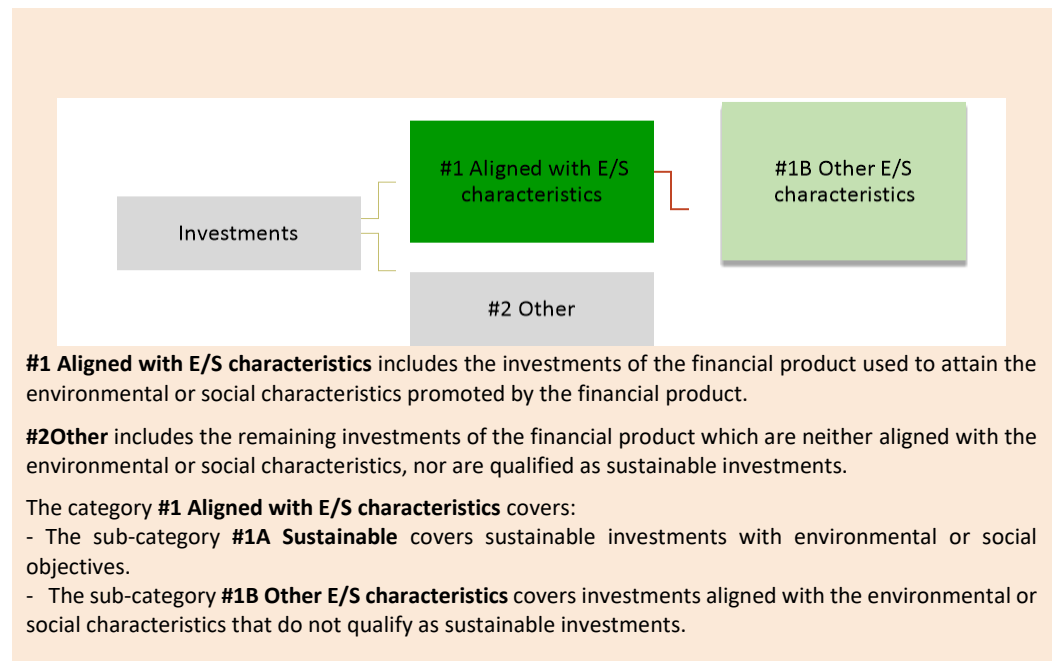 #1 Aligned with E/S
characteristics
#1B Other E/S
characteristics
Investments
#2 Other
#1 Aligned with E/S characteristics includes the investments of the financial product used to attain the
environmental or social characteristics promoted by the financial product.
#2Other includes the remaining investments of the financial product which are neither aligned with the
environmental or social characteristics, nor are qualified as sustainable investments.
The category #1 Aligned with E/S characteristics covers:
- The sub-category #1A Sustainable covers sustainable investments with environmental or social
objectives.
- The sub-category #1B Other E/S characteristics covers investments aligned with the environmental or
social characteristics that do not qualify as sustainable investments.